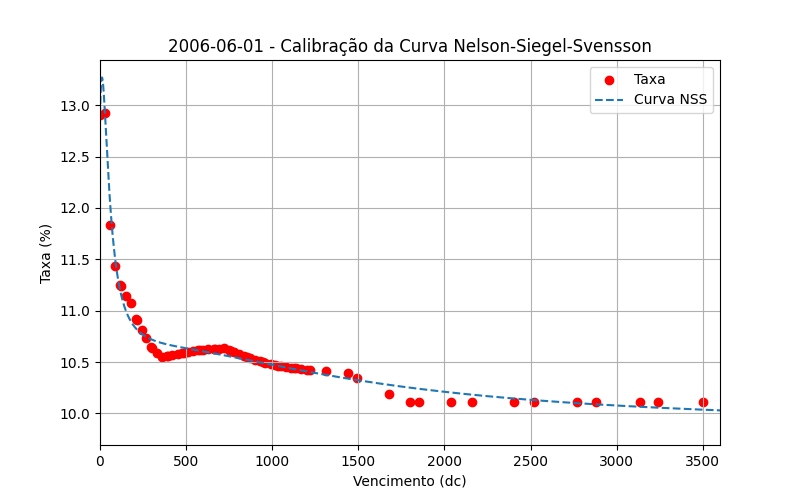 2006-06-01 - Calibração da Curva Nelson-Siegel-Svensson
Taxa
Curva NSS
Taxa (%)
13.0
12.5
12.0
11.5
11.0
10.5
10.0
0 500 1000 1500 2000 2500 3000 3500
Vencimento (dc)